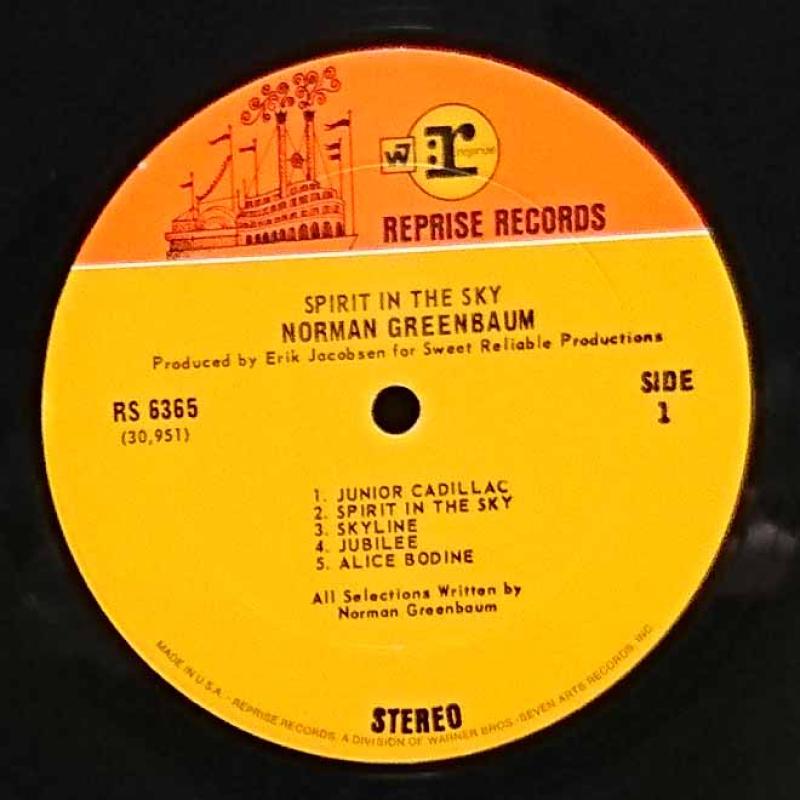 W7 r: reprise
REPRISE RECORDS
SPIRIT IN THE SKY
NORMAN GREENBAUM
Produced by Erik Jacobsen for Sweet Reliable Productions
RS 6365
(30,951)
SIDE
1
1. JUNIOR CADILLAC
2. SPIRIT IN THE SKY
3. SKYLINE
4. JUBILEE
5. ALICE BODINE
All Selections Written by
Norman Greenbaum
STEREO
MADE IN U.S.A. - REPRISE RECORDS, A DIVISION OF WARNER BROS.-SEVEN ARTS RECORDS, INC.